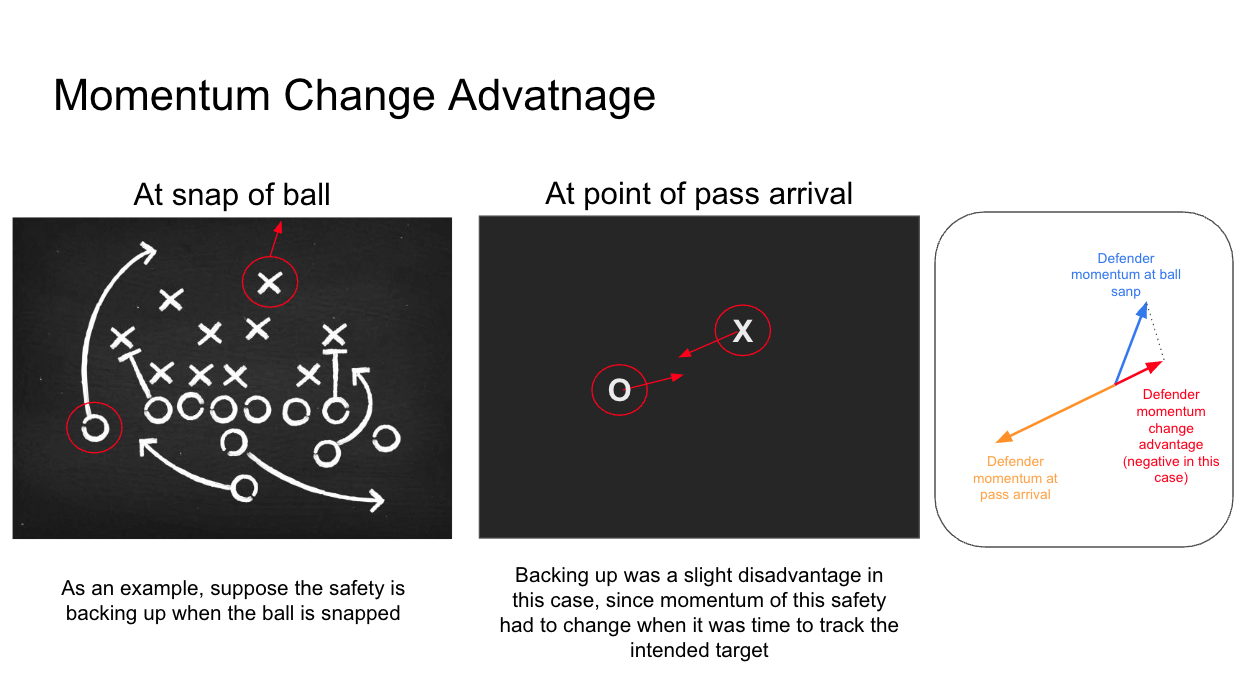 Momentum Change Advatnage
At snap of ball
At point of pass arrival
X
O
Defender
momentum at ball
sanp
Defender
momentum
change
advantage
(negative in this
case)
Defender
momentum at
pass arrival
As an example, suppose the safety is
backing up when the ball is snapped
Backing up was a slight disadvantage in
this case, since momentum of this safety
had to change when it was time to track the
intended target